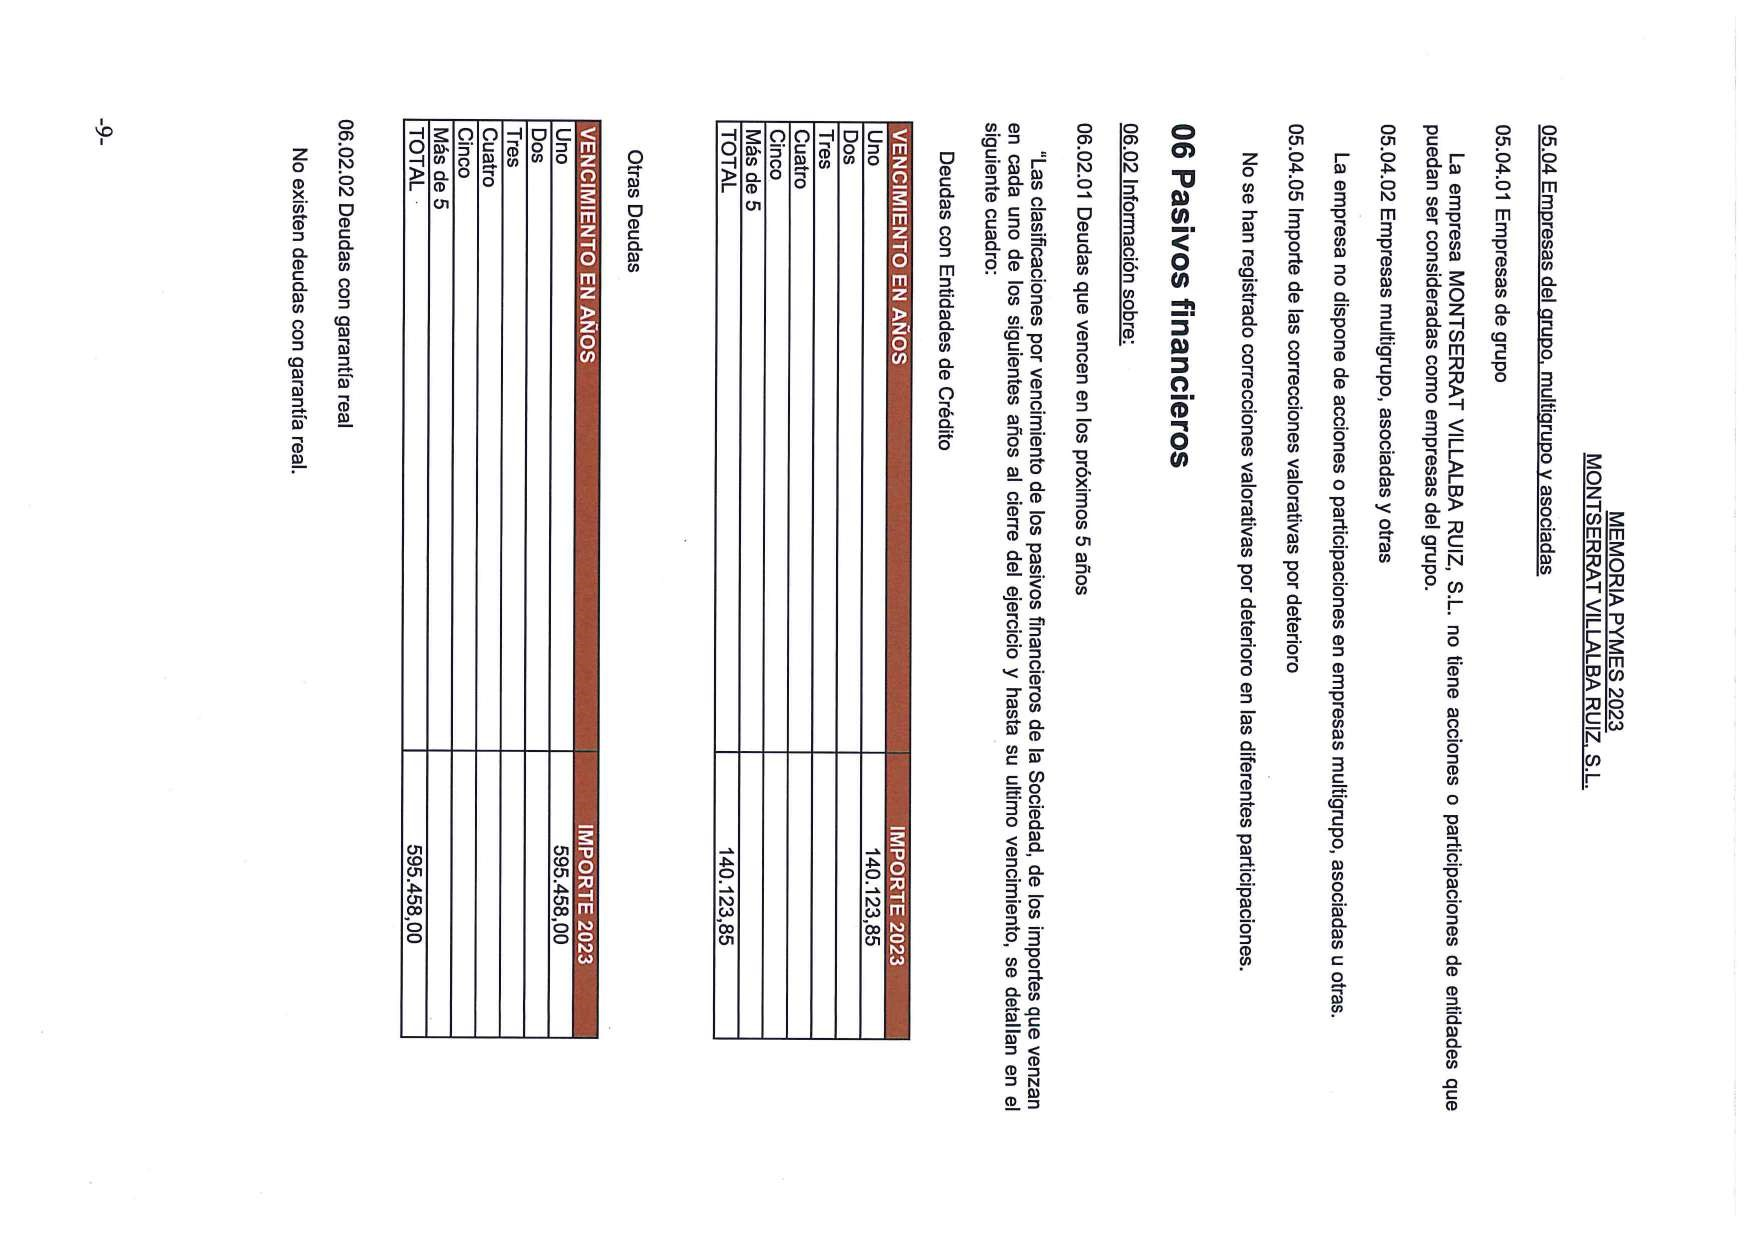 MEMORIA PYMES 2023
MONTSERRAT VILLALBA RUIZ, S.L.
05.04 Empresas del grupo, multigrupo y asociadas
05.04.01 Empresas de grupo
La empresa MONTSERRAT VILLALBA RUIZ, S.L. no tiene acciones o participaciones de entidades que
puedan ser consideradas como empresas del grupo.
05.04.02 Empresas multigrupo, asociadas y otras
La empresa no dispone de acciones o participaciones en empresas multigrupo, asociadas u otras.
05.04.05 Importe de las correcciones valorativas por deterioro
No se han registrado correcciones valorativas por deterioro en las diferentes participaciones.
06 Pasivos financieros
06.02 Información sobre:
06.02.01 Deudas que vencen en los próximos 5 años
“Las clasificaciones por vencimiento de los pasivos financieros de la Sociedad, de los importes que venzan
en cada uno de los siguientes años al cierre del ejercicio y hasta su ultimo vencimiento, se detallan en el
siguiente cuadro:
Deudas con Entidades de Crédito
VENCIMIENTO EN AÑOS IMPORTE 2023
Uno 140.123,85
Dos
Tres
Cuatro
Cinco
Más de 5
TOTAL 140.123,85
Otras Deudas
VENCIMIENTO EN AÑOS IMPORTE 2023
Uno 595.458,00
Dos
Tres
Cuatro
Cinco
Más de 5
TOTAL 595.458,00
06.02.02 Deudas con garantía real
No existen deudas con garantía real.
-9-